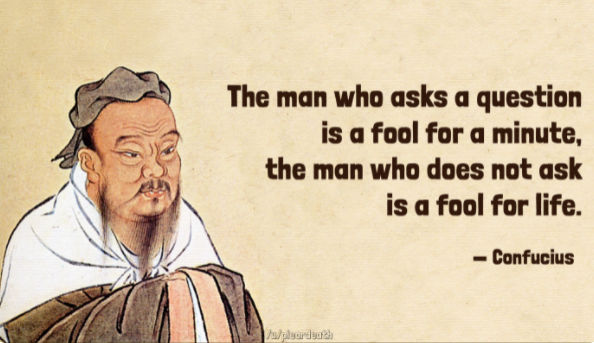 The man who asks a question
is a fool for a minute,
the man who does not ask
is a fool for life.
– Confucius